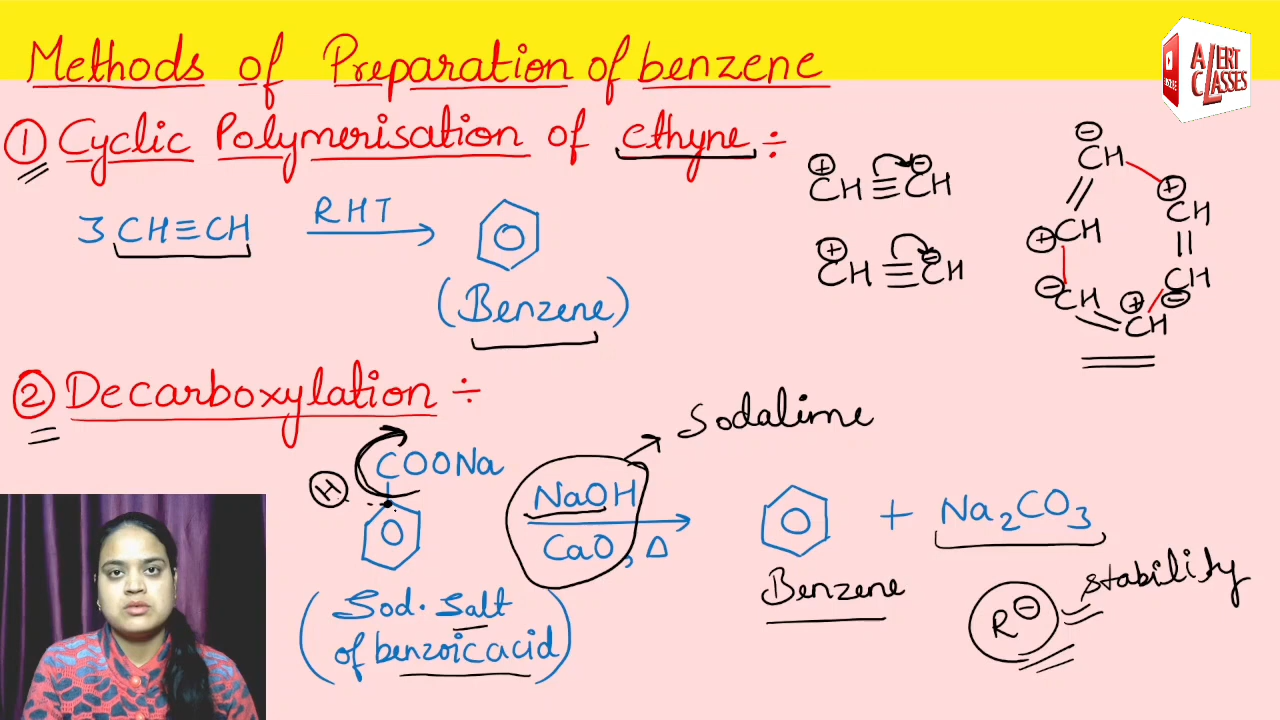 Methods of Preparation of benzene
ALERT CLASSES
① Cyclic Polymerisation of ethyne ÷
3 CH≡CH RHT
(Benzene)
⊕ ⊖
CH ≡ CH
⊕ ⊖
CH ≡ CH
⊖
CH
⊕
CH
⊕ CH
CH
⊖ CH
⊕ ⊖
CH
② Decarboxylation ÷
Sodalime
COONa
H
NaOH
CaO, Δ
+ Na₂CO₃
Benzene
(Sod. Salt
of benzoic acid)
R⊖
stability